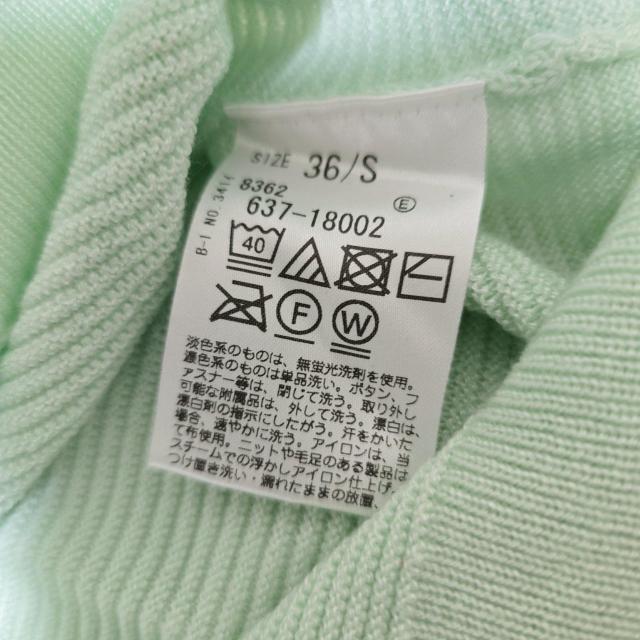 SIZE 36/S
8362
637-18002 E
B-1 NO.
40
F W
淡色系のものは、無蛍光洗剤を使用。
濃色系のものは単品洗い。ボタン、フ
ァスナー等は、閉じて洗う。取り外し
可能な附属品は、外して洗う。漂白は、
漂白剤の指示にしたがう。汗をかいた
場合、速やかに洗う。アイロンは、当
て布使用。ニットや毛足のある製品は
スチームでの浮かしアイロン仕上げ。
つけ置き洗い・濡れたままの放置、